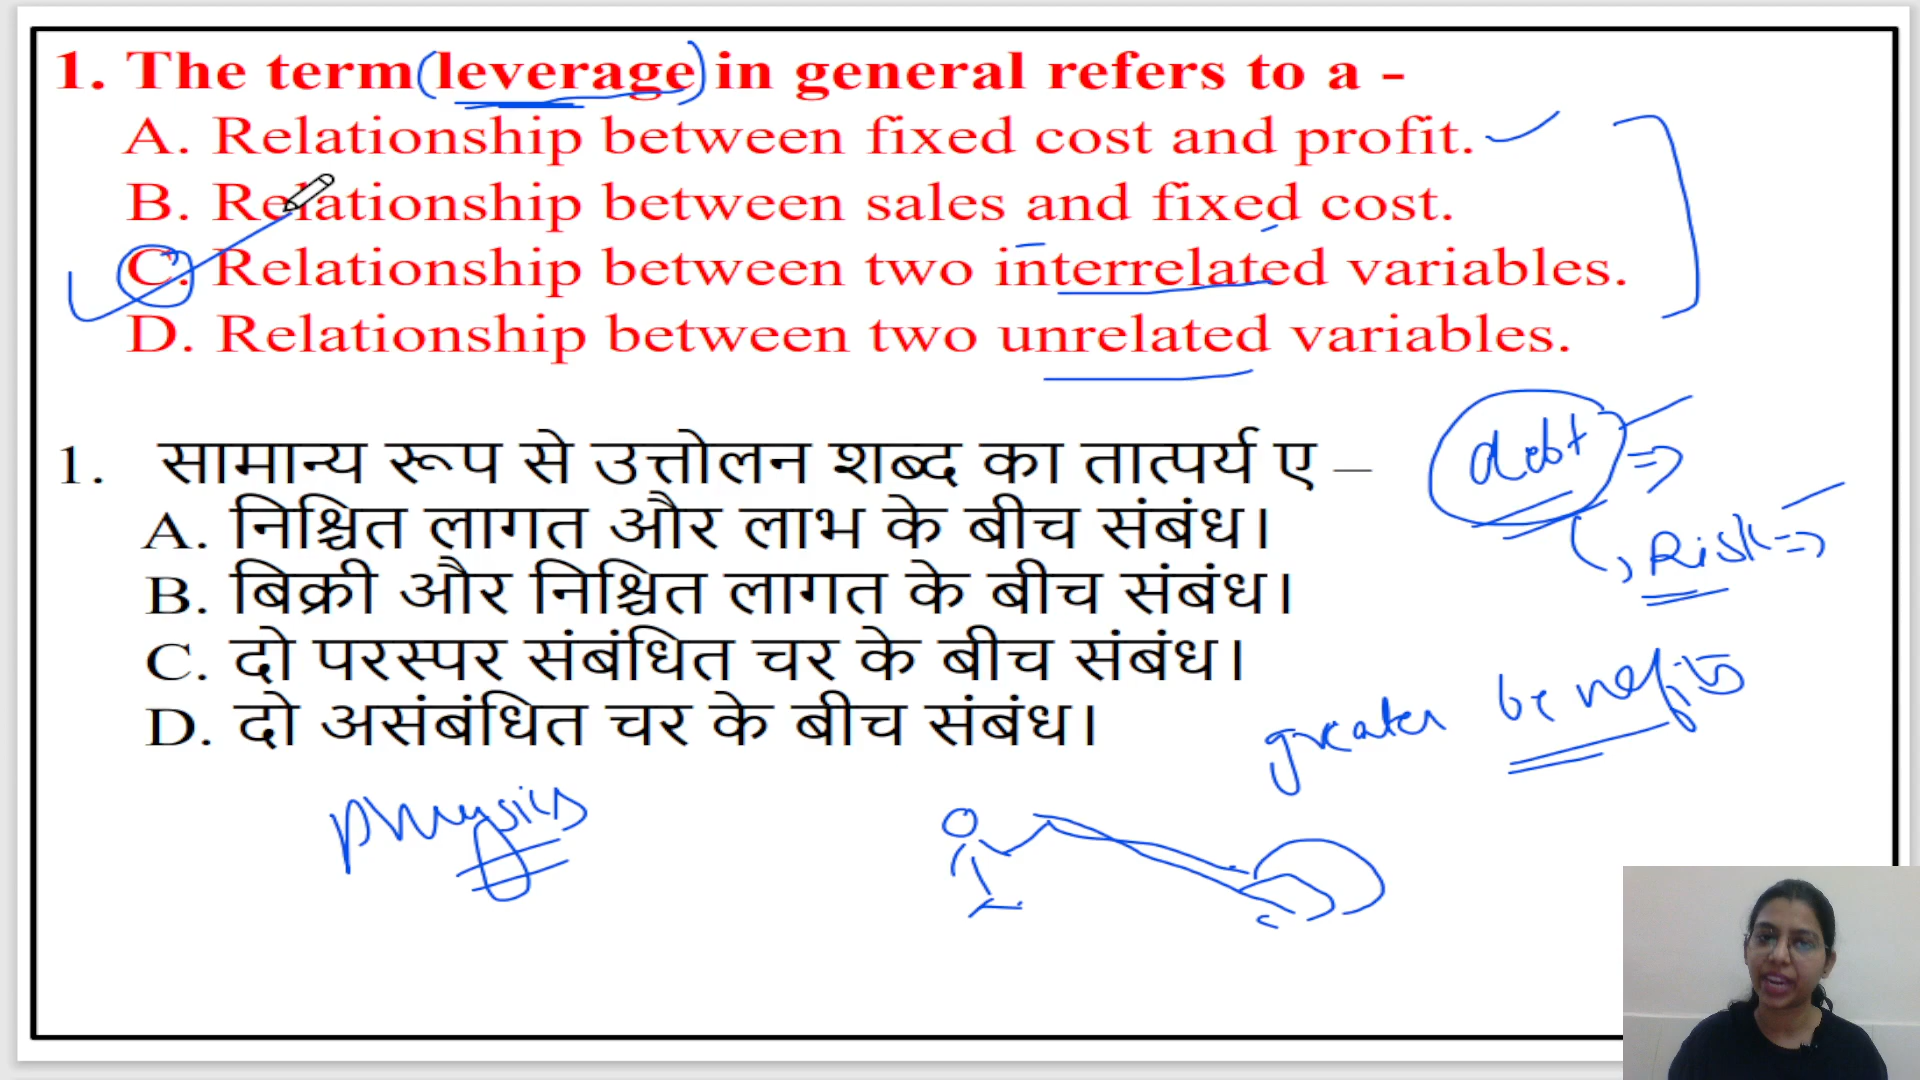 1. The term leverage in general refers to a -
A. Relationship between fixed cost and profit.
B. Relationship between sales and fixed cost.
C. Relationship between two interrelated variables.
D. Relationship between two unrelated variables.
1. सामान्य रूप से उत्तोलन शब्द का तात्पर्य ए –
A. निश्चित लागत और लाभ के बीच संबंध।
B. बिक्री और निश्चित लागत के बीच संबंध।
C. दो परस्पर संबंधित चर के बीच संबंध।
D. दो असंबंधित चर के बीच संबंध।
debt ⇒
Risk ⇒
greater benefits
Physics